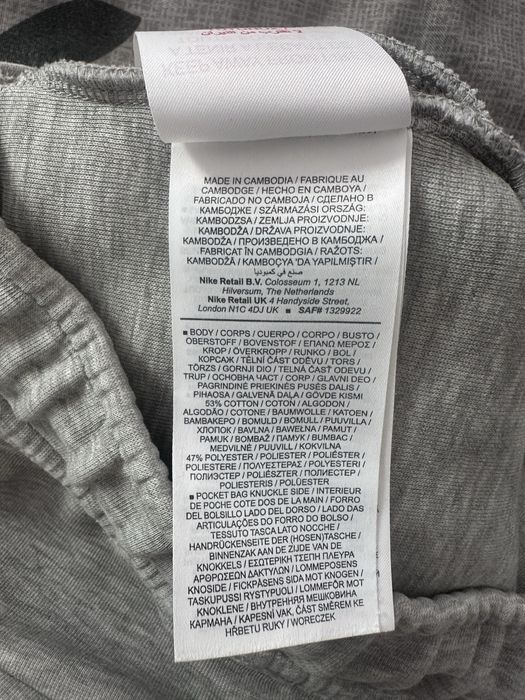 KEEP AWAY FROM FIRE
MADE IN CAMBODIA / FABRIQUE AU
CAMBODGE / HECHO EN CAMBOYA /
FABRICADO NO CAMBOJA / СДЕЛАНО В
КАМБОДЖЕ / SZÁRMAZÁSI ORSZÁG:
KAMBODZSA / ZEMLJA PROIZVODNJE:
KAMBODŽA / DRŽAVA PROIZVODNJE:
KAMBODŽA / ПРОИЗВЕДЕНО В КАМБОДЖА /
FABRICAT ÎN CAMBODGIA / RAŽOTS:
KAMBODŽĀ / KAMBOÇYA 'DA YAPILMIŞTIR /
صنع في كمبوديا
Nike Retail B.V. Colosseum 1, 1213 NL
Hilversum, The Netherlands
Nike Retail UK 4 Handyside Street,
London N1C 4DJ UK ■ SAF# 1329922
■ BODY / CORPS / CUERPO / CORPO / BUSTO /
OBERSTOFF / BOVENSTOF / ΕΠΑΝΩ ΜΕΡΟΣ /
KROP / ÖVERKROPP / RUNKO / BOL /
КОРСАЖ / TĚLNÍ ČÁST ODĚVU / TORS /
TÖRZS / GORNJI DIO / TELNÁ ČASŤ ODEVU /
TRUP / ОСНОВНА ЧАСТ / CORP / GLAVNI DEO /
PAGRINDINĖ PRIEKINĖS PUSĖS DALIS /
PIHAOSA / GALVENĀ DAĻA / GÖVDE KISMI
53% COTTON / COTON / ALGODON /
ALGODÃO / COTONE / BAUMWOLLE / KATOEN /
ΒΑΜΒΑΚΕΡΟ / BOMULD / BOMULL / PUUVILLA /
ХЛОПОК / BAVLNA / BAWEŁNA / PAMUT /
PAMUK / BOMBAŽ / ПАМУК / BUMBAC /
MEDVILNĖ / PUUVILL / KOKVILNA
47% POLYESTER / POLIESTER / POLIÉSTER /
POLIESTERE / ΠΟΛΥΕΣΤΕΡΑΣ / POLYESTERI /
ПОЛИЭСТЕР / POLIÉSZTER / ПОЛИЕСТЕР /
POLIESTERIS / POLÜESTER
■ POCKET BAG KNUCKLE SIDE / INTERIEUR
DE POCHE COTE DOS DE LA MAIN / FORRO
DEL BOLSILLO LADO DEL DORSO / LADO DAS
ARTICULAÇÕES DO FORRO DO BOLSO /
TESSUTO TASCA LATO NOCCHE /
HANDRÜCKENSEITE DER (HOSEN)TASCHE /
BINNENZAK AAN DE ZIJDE VAN DE
KNOKKELS / ΕΣΩΤΕΡΙΚΗ ΤΣΕΠΗ ΠΛΕΥΡΑ
ΑΡΘΡΩΣΕΩΝ ΔΑΚΤΥΛΩΝ / LOMMEPOSENS
KNOSIDE / FICKPÅSENS SIDA MOT KNOGEN /
TASKUPUSSI RYSTYPUOLI / LOMMEFÔR MOT
KNOKLENE / ВНУТРЕННЯЯ МЕШКОВИНА
КАРМАНА / KAPESNÍ VAK, ČÁST SMĚREM KE
HŘBETU RUKY / WORECZEK